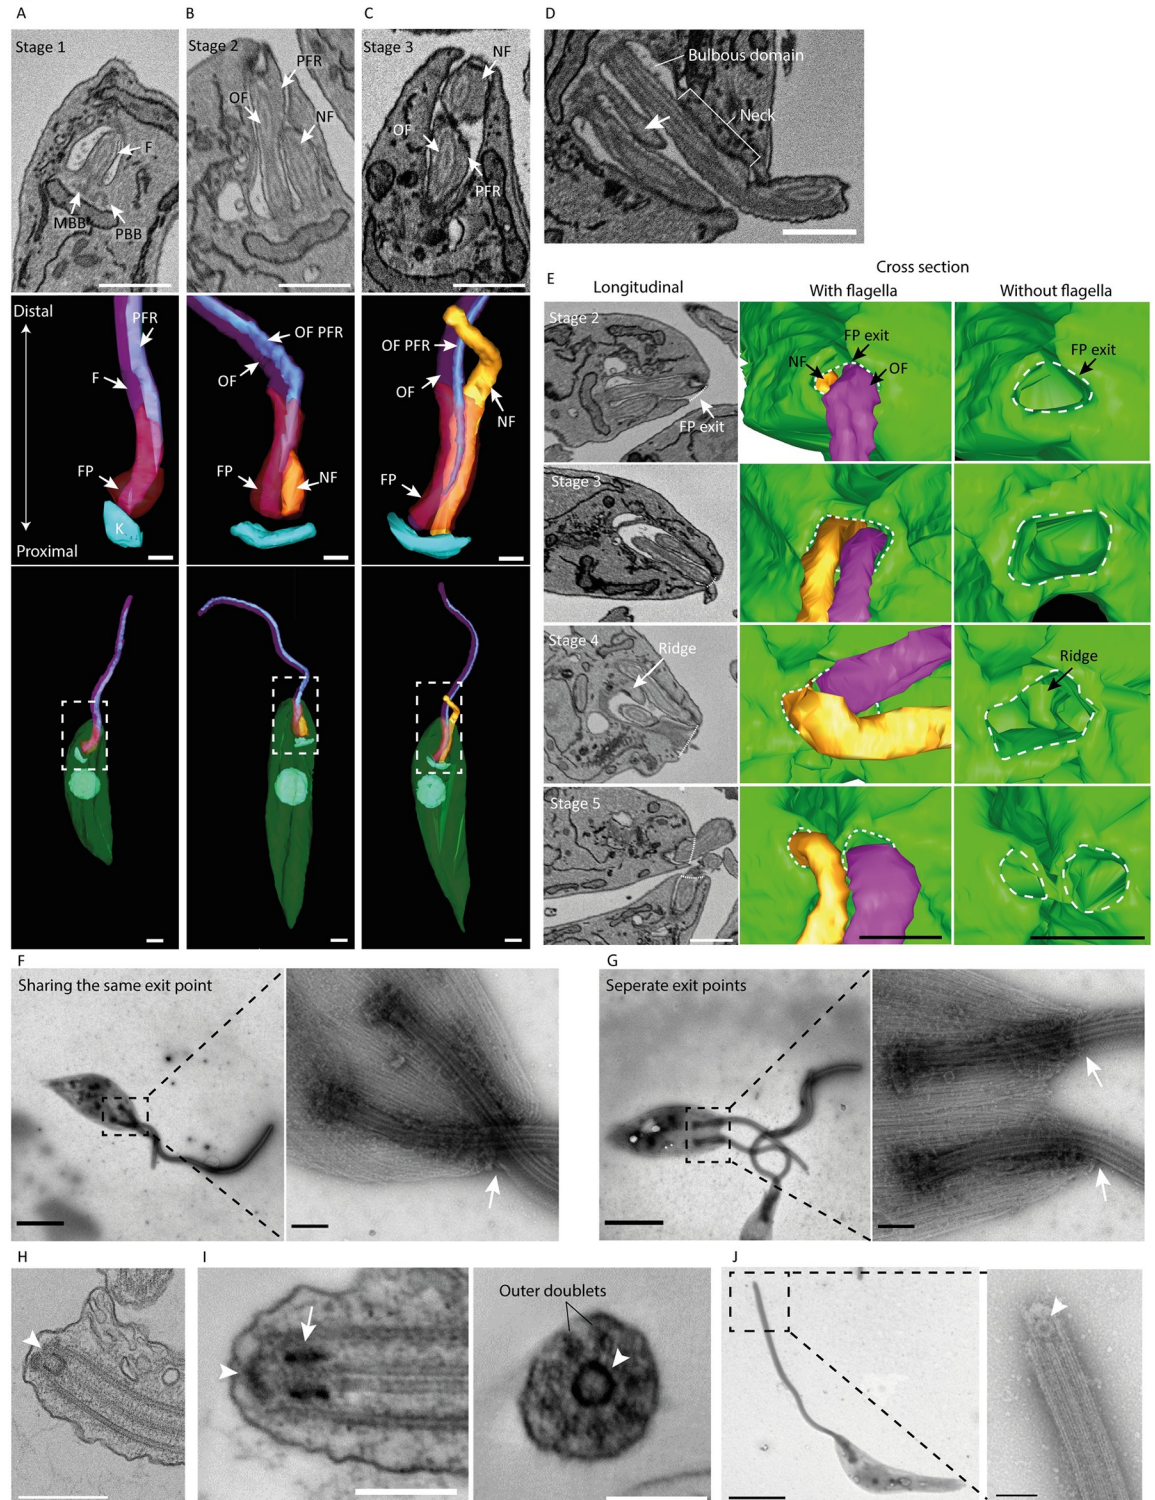 A
B
C
D
Stage 1
F
MBB
PBB
Stage 2
PFR
OF
NF
Stage 3
NF
OF
PFR
Bulbous domain
Neck
Distal
PFR
F
FP
K
Proximal
OF PFR
OF
FP
NF
OF PFR
OF
NF
FP
E
Longitudinal
Cross section
With flagella
Without flagella
Stage 2
FP exit
FP exit
NF
OF
FP exit
Stage 3
Stage 4
Ridge
Ridge
Stage 5
F
Sharing the same exit point
G
Seperate exit points
H
I
Outer doublets
J